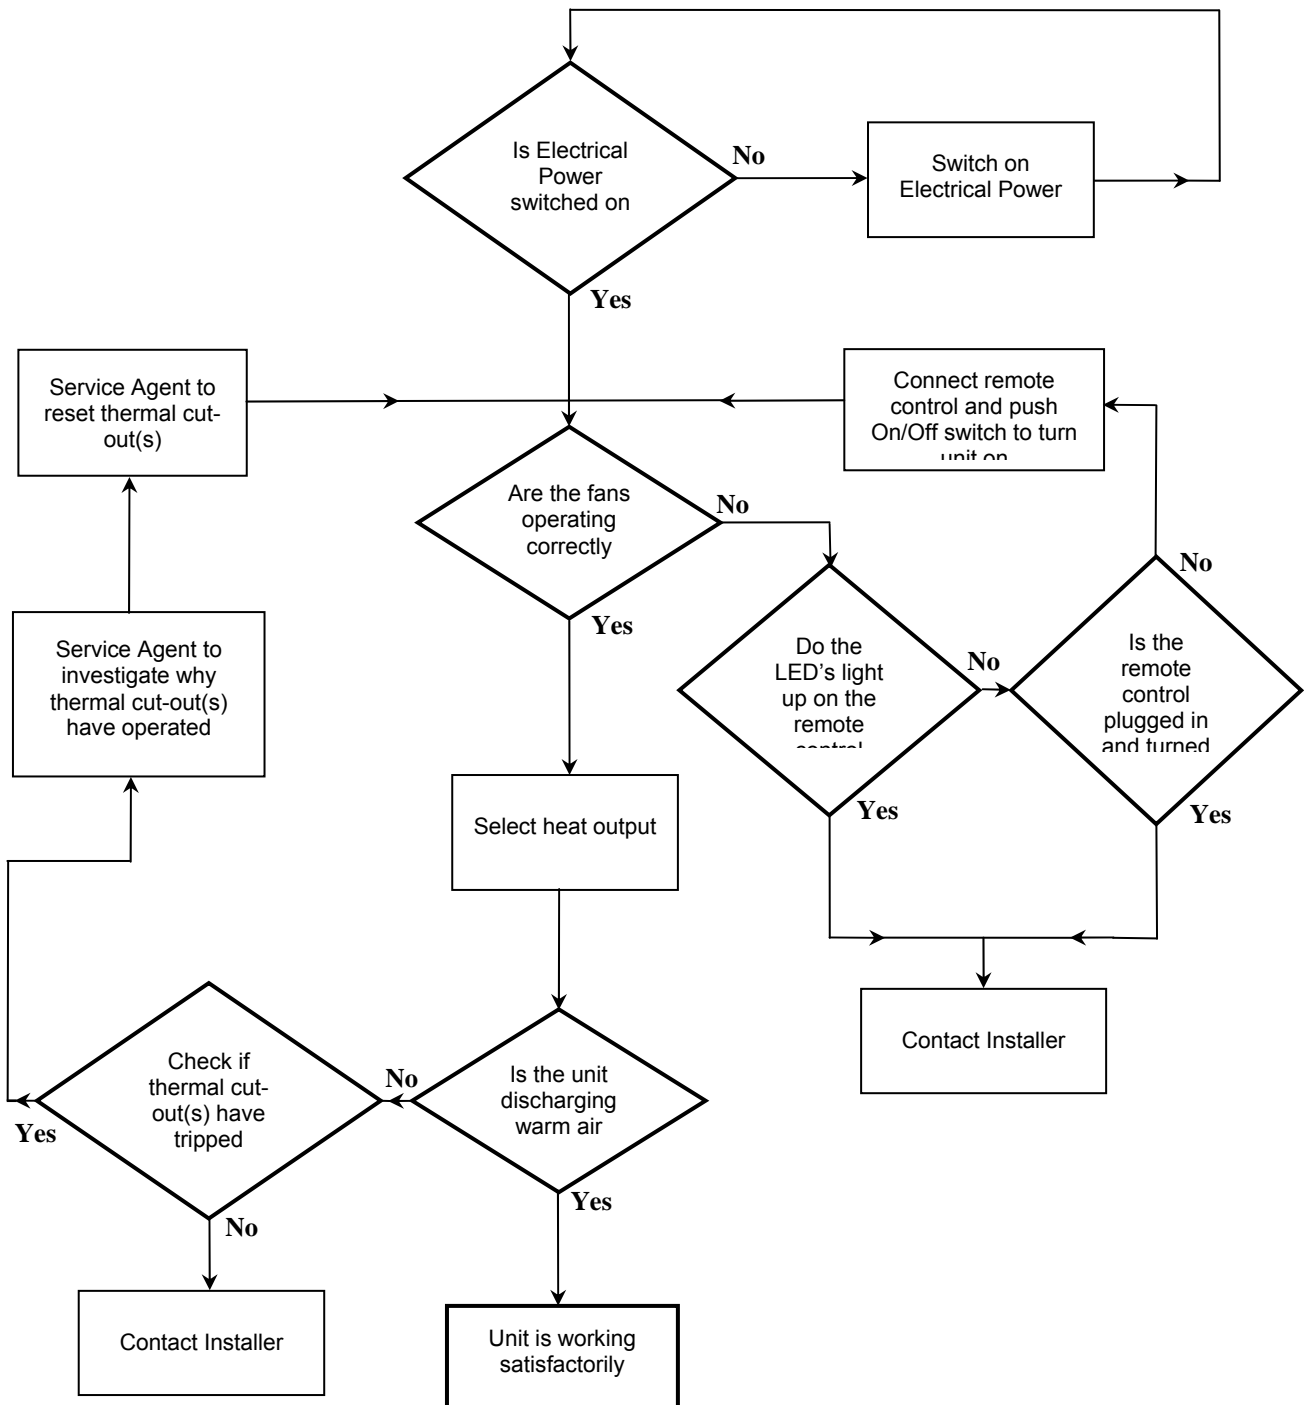 Is Electrical
Power
switched on
No
Switch on
Electrical Power
Yes
Service Agent to
reset thermal cut-
out(s)
Connect remote
control and push
On/Off switch to turn
unit on
Are the fans
operating
correctly
No
Yes
Do the
LED's light
up on the
remote
control
No
Is the
remote
control
plugged in
and turned
No
Yes
Yes
Service Agent to
investigate why
thermal cut-out(s)
have operated
Select heat output
Contact Installer
Check if
thermal cut-
out(s) have
tripped
No
Is the unit
discharging
warm air
Yes
Yes
No
Contact Installer
Unit is working
satisfactorily